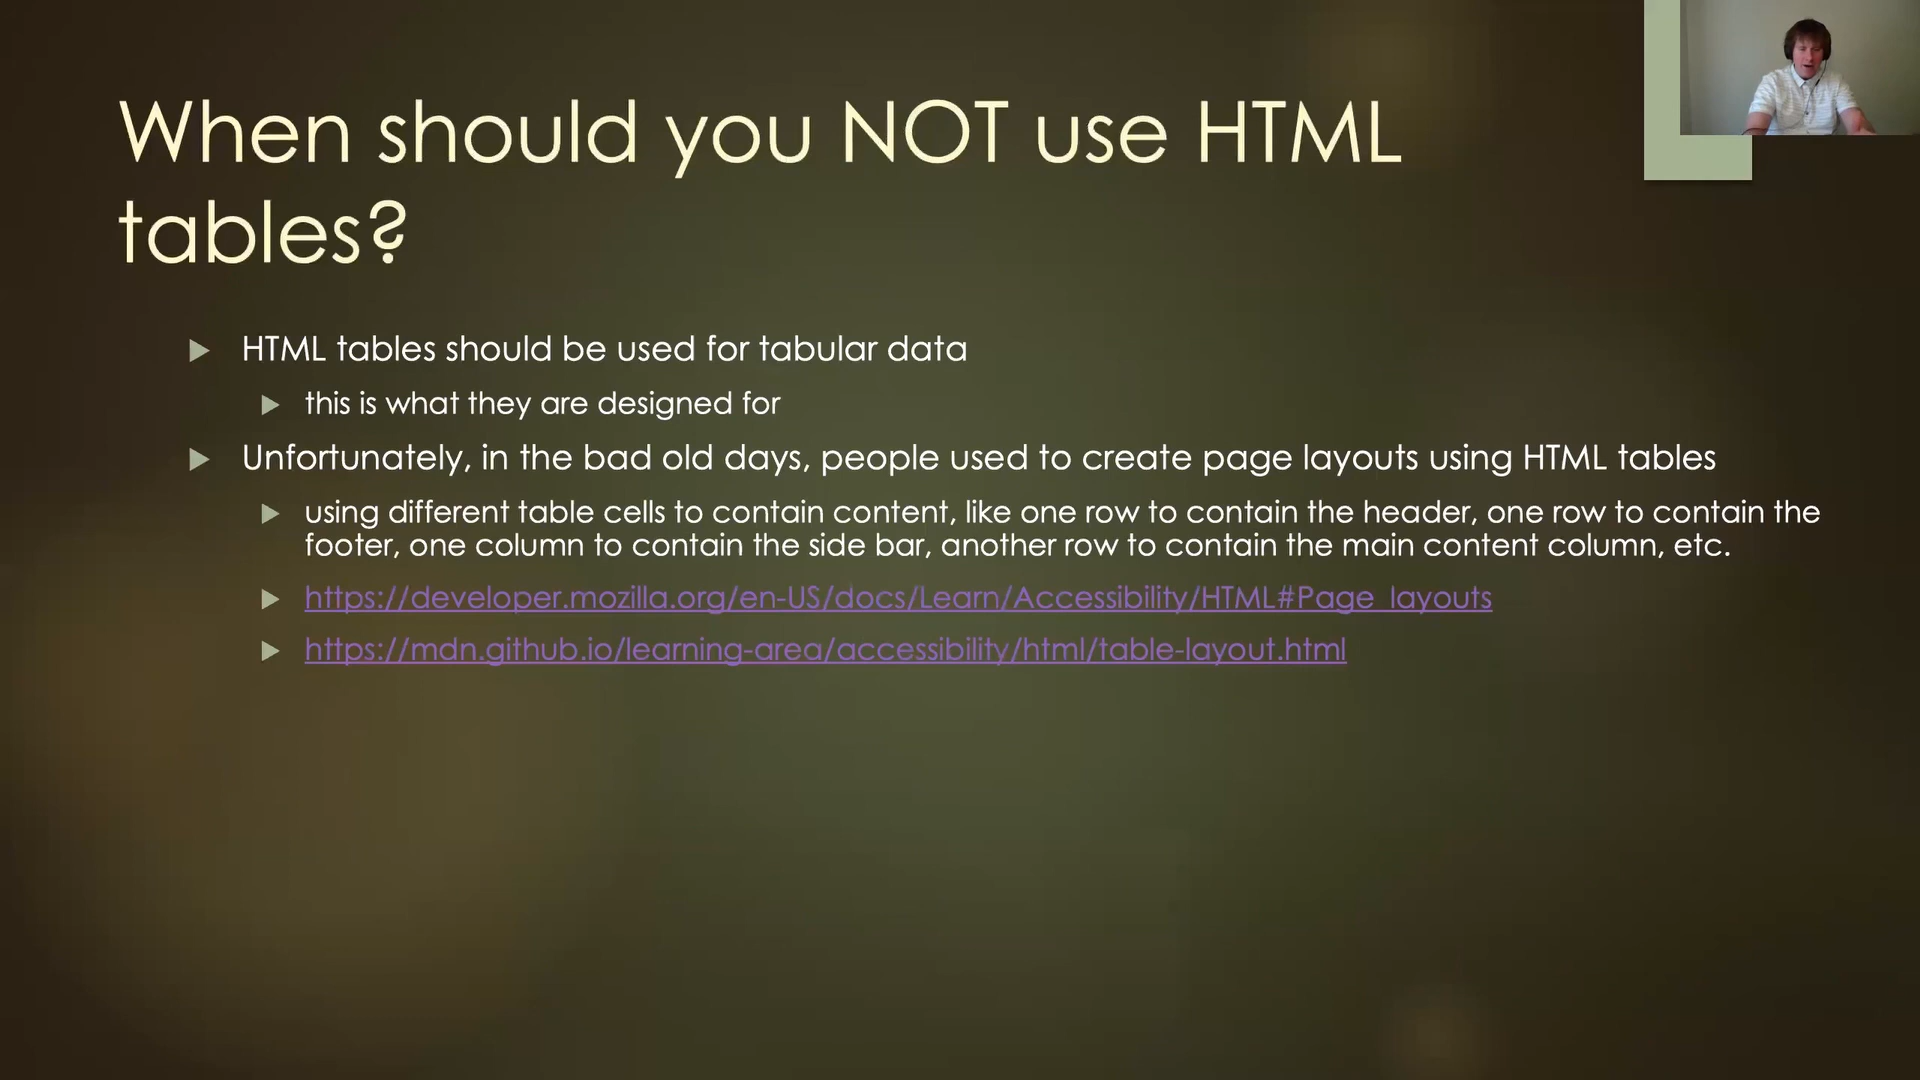 When should you NOT use HTML
tables?
HTML tables should be used for tabular data
this is what they are designed for
Unfortunately, in the bad old days, people used to create page layouts using HTML tables
using different table cells to contain content, like one row to contain the header, one row to contain the
footer, one column to contain the side bar, another row to contain the main content column, etc.
https://developer.mozilla.org/en-US/docs/Learn/Accessibility/HTML#Page_layouts
https://mdn.github.io/learning-area/accessibility/html/table-layout.html